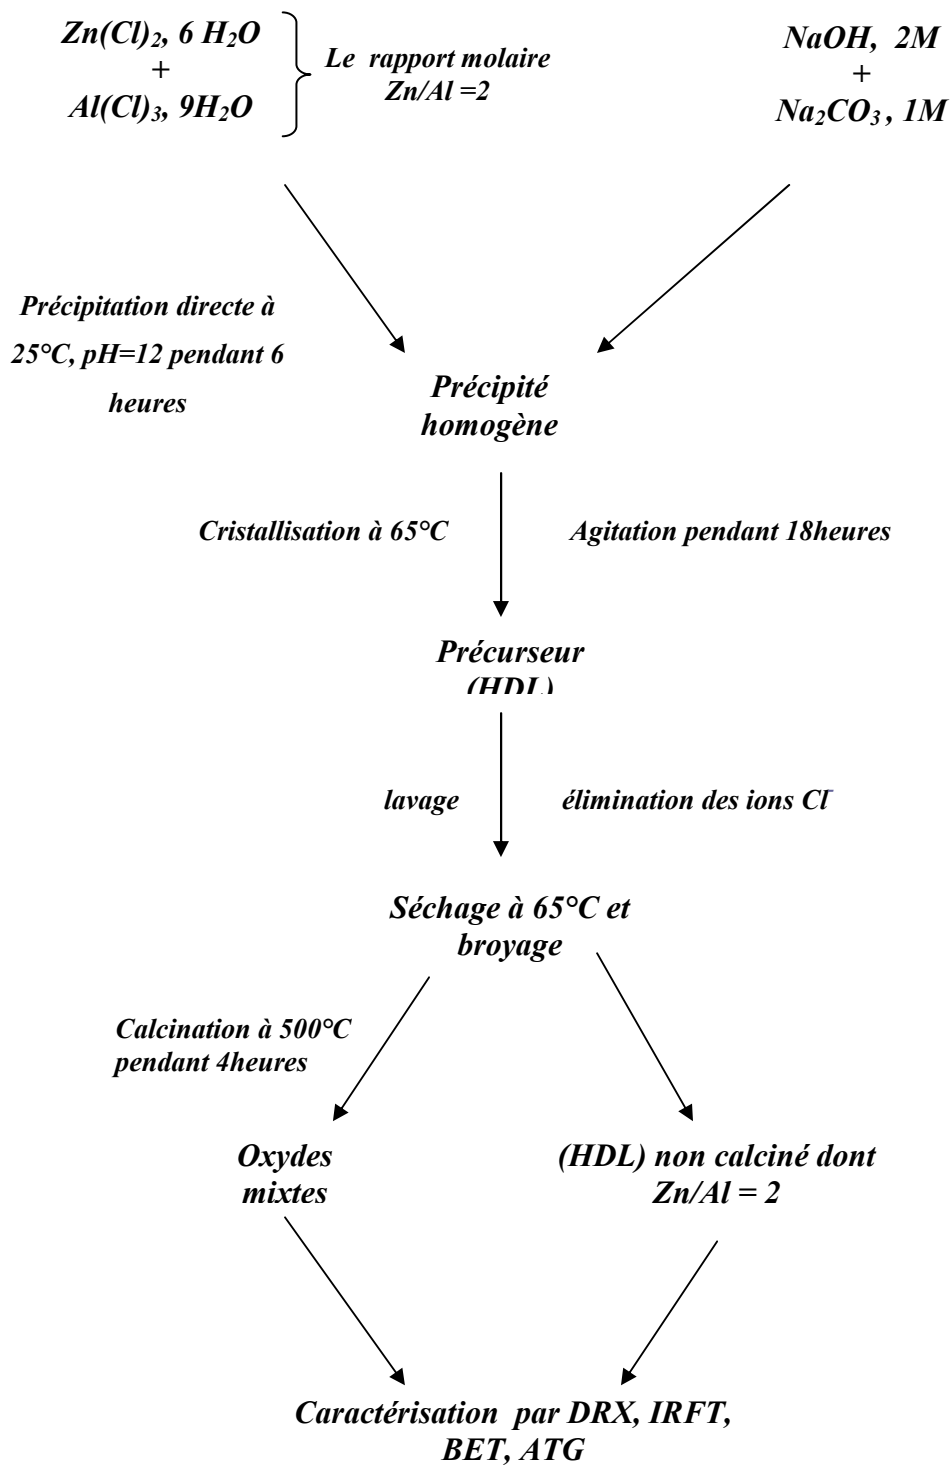 Zn(Cl)₂, 6 H₂O
+
Al(Cl)₃, 9H₂O
Le rapport molaire
Zn/Al =2
NaOH, 2M
+
Na₂CO₃ , 1M
Précipitation directe à
25°C, pH=12 pendant 6
heures
Précipité
homogène
Cristallisation à 65°C
Agitation pendant 18heures
Précurseur
(HDL)
lavage
élimination des ions Cl⁻
Séchage à 65°C et
broyage
Calcination à 500°C
pendant 4heures
Oxydes
mixtes
(HDL) non calciné dont
Zn/Al = 2
Caractérisation par DRX, IRFT,
BET, ATG